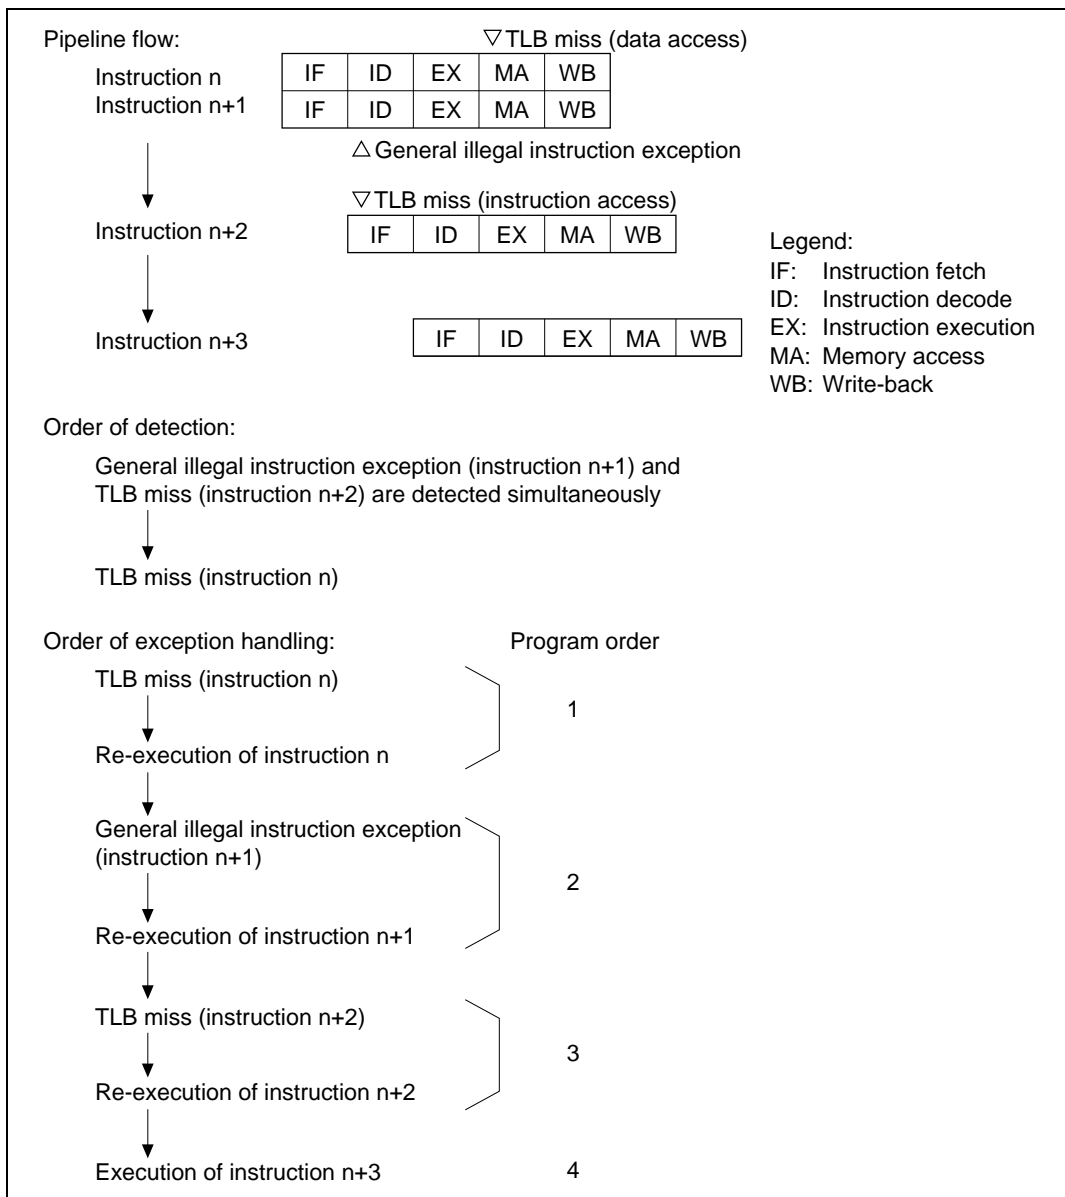 Pipeline flow:
▽TLB miss (data access)
Instruction n IF ID EX MA WB
Instruction n+1 IF ID EX MA WB
△General illegal instruction exception
▽TLB miss (instruction access)
Instruction n+2 IF ID EX MA WB
Instruction n+3 IF ID EX MA WB
Legend:
IF: Instruction fetch
ID: Instruction decode
EX: Instruction execution
MA: Memory access
WB: Write-back
Order of detection:
General illegal instruction exception (instruction n+1) and
TLB miss (instruction n+2) are detected simultaneously
TLB miss (instruction n)
Order of exception handling: Program order
TLB miss (instruction n)
1
Re-execution of instruction n
General illegal instruction exception
(instruction n+1)
2
Re-execution of instruction n+1
TLB miss (instruction n+2)
3
Re-execution of instruction n+2
Execution of instruction n+3 4